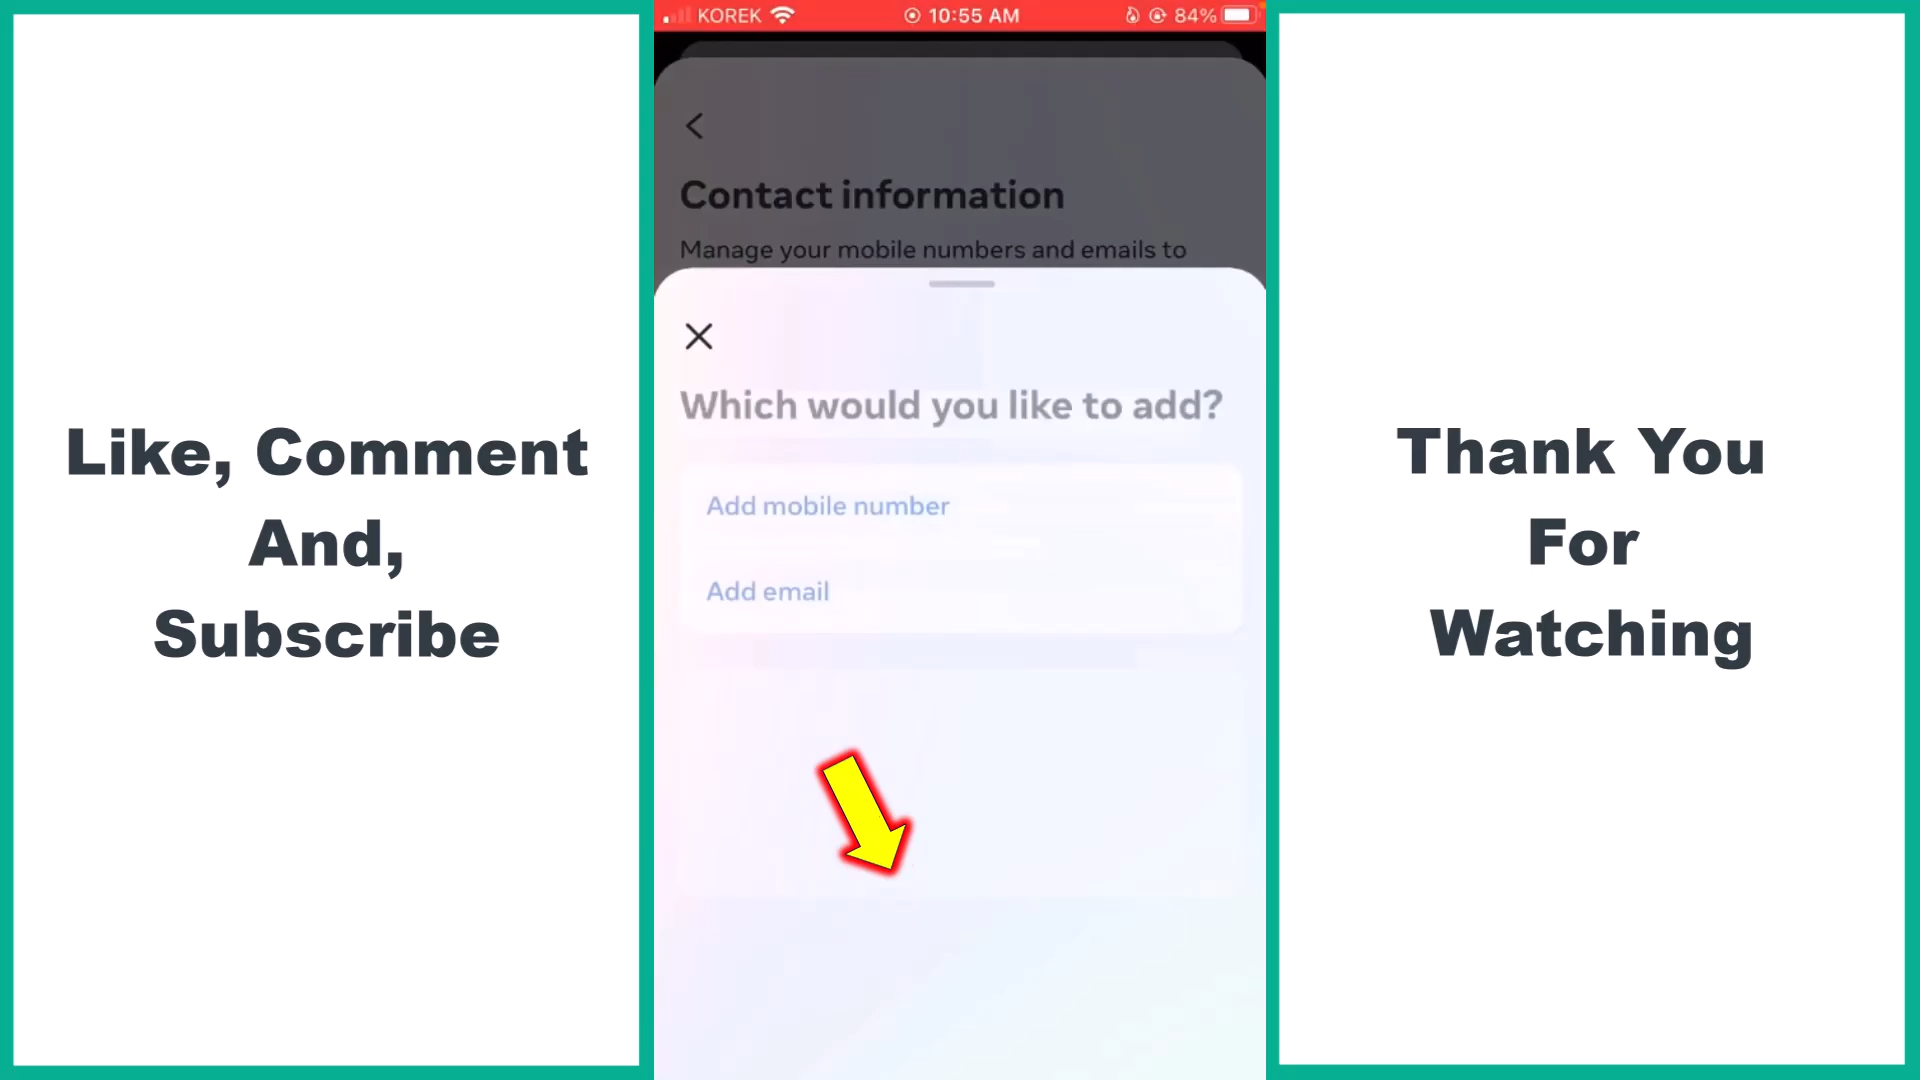 Like, Comment
And,
Subscribe
KOREK
10:55 AM
84%
Contact information
Manage your mobile numbers and emails to
Which would you like to add?
Add mobile number
Add email
Thank You
For
Watching